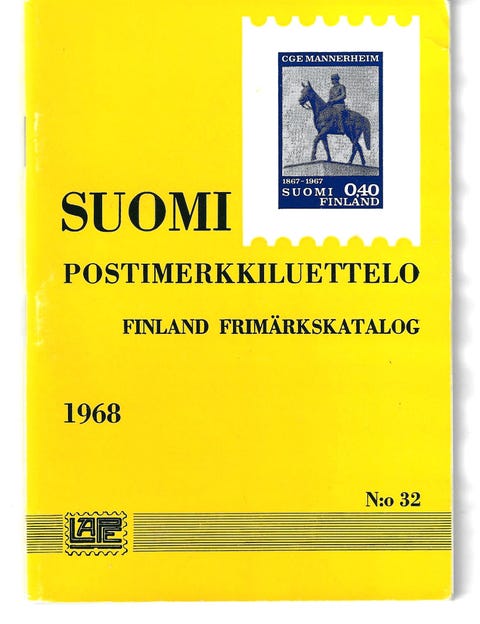 CGE MANNERHEIM
1867-1967
SUOMI 0,40
FINLAND
SUOMI
POSTIMERKKILUETTELO
FINLAND FRIMÄRKSKATALOG
1968
N:o 32
LAPE